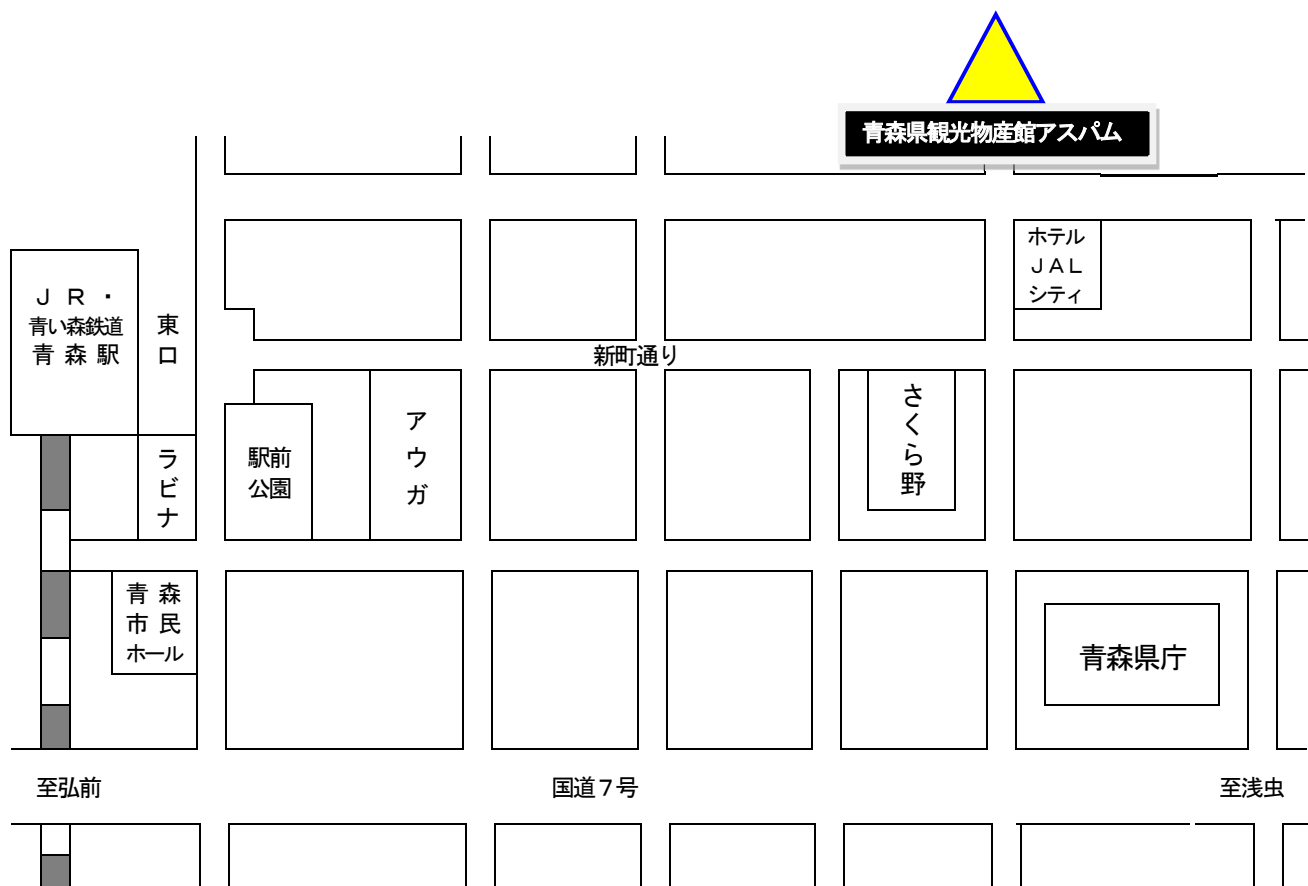 青森県観光物産館アスパム
ホテル
ＪＡＬ
シティ
ＪＲ・
青い森鉄道
青森駅
東口
新町通り
ラビナ
駅前
公園
アウガ
さくら野
青森
市民
ホール
青森県庁
至弘前
国道７号
至浅虫